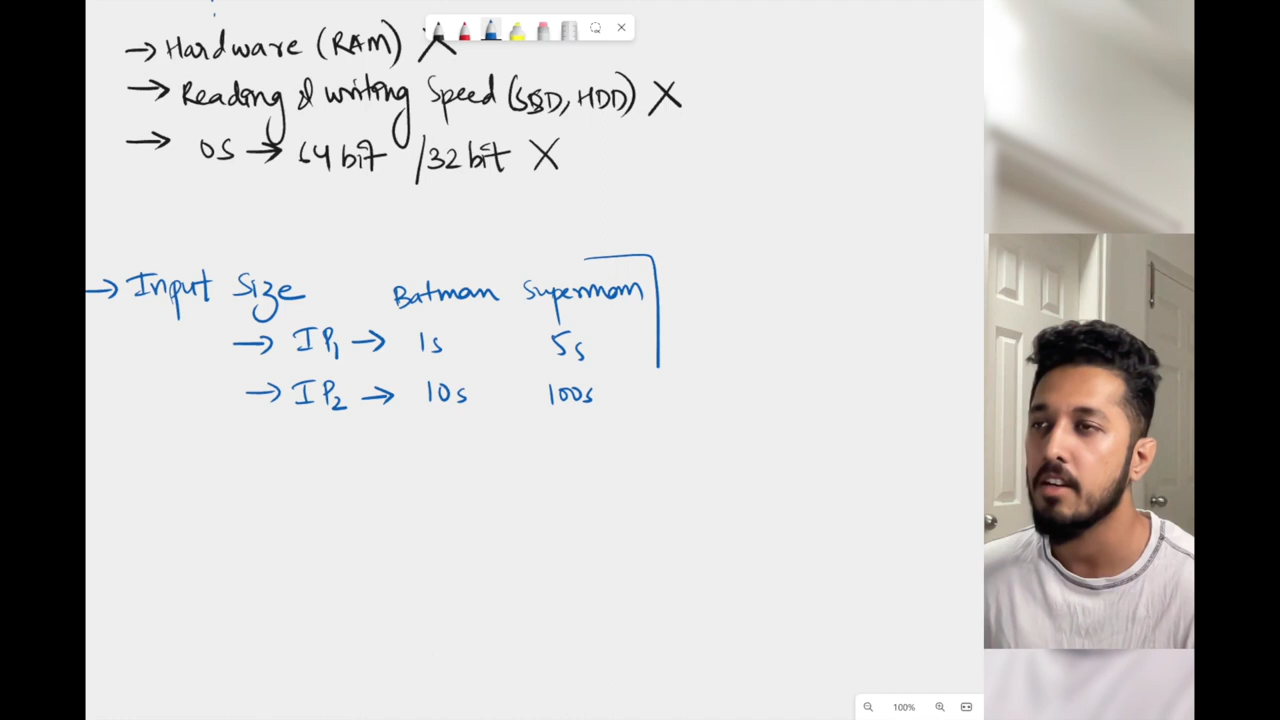 → Hardware (RAM) X
→ Reading & writing Speed (SSD, HDD) X
→ OS → 64 bit /32 bit X
→ Input Size Batman Supermom
→ IP1 → 1s 5s
→ IP2 → 10s 100s
100%